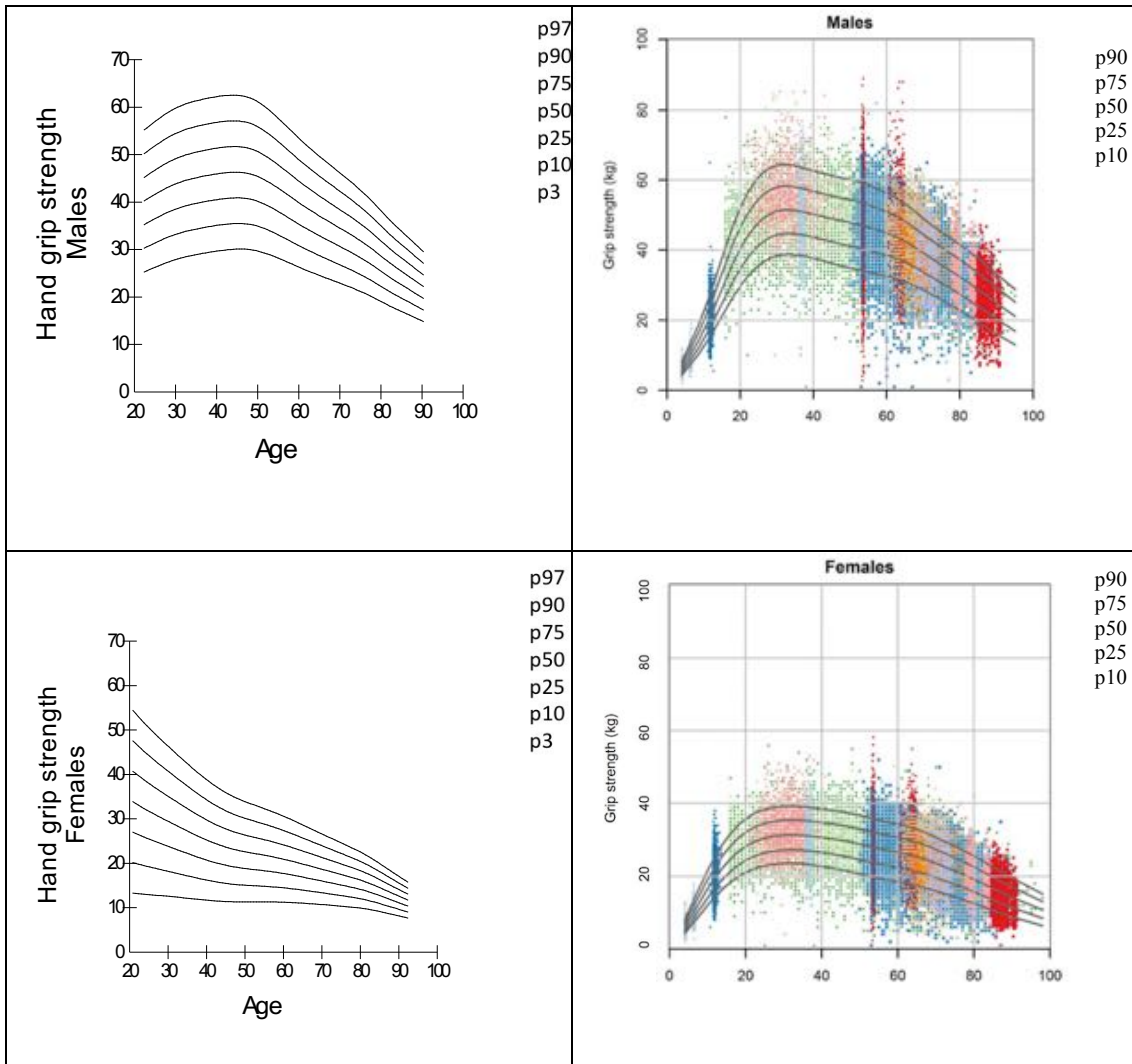 p97
p90
p75
p50
p25
p10
p3
70
60
50
40
30
20
10
0
20 30 40 50 60 70 80 90 100
Hand grip strength
Males
Age
Males
100
80
60
40
20
0
Grip strength (kg)
0 20 40 60 80 100
p90
p75
p50
p25
p10
p97
p90
p75
p50
p25
p10
p3
70
60
50
40
30
20
10
0
20 30 40 50 60 70 80 90 100
Hand grip strength
Females
Age
Females
100
80
60
40
20
0
Grip strength (kg)
0 20 40 60 80 100
p90
p75
p50
p25
p10